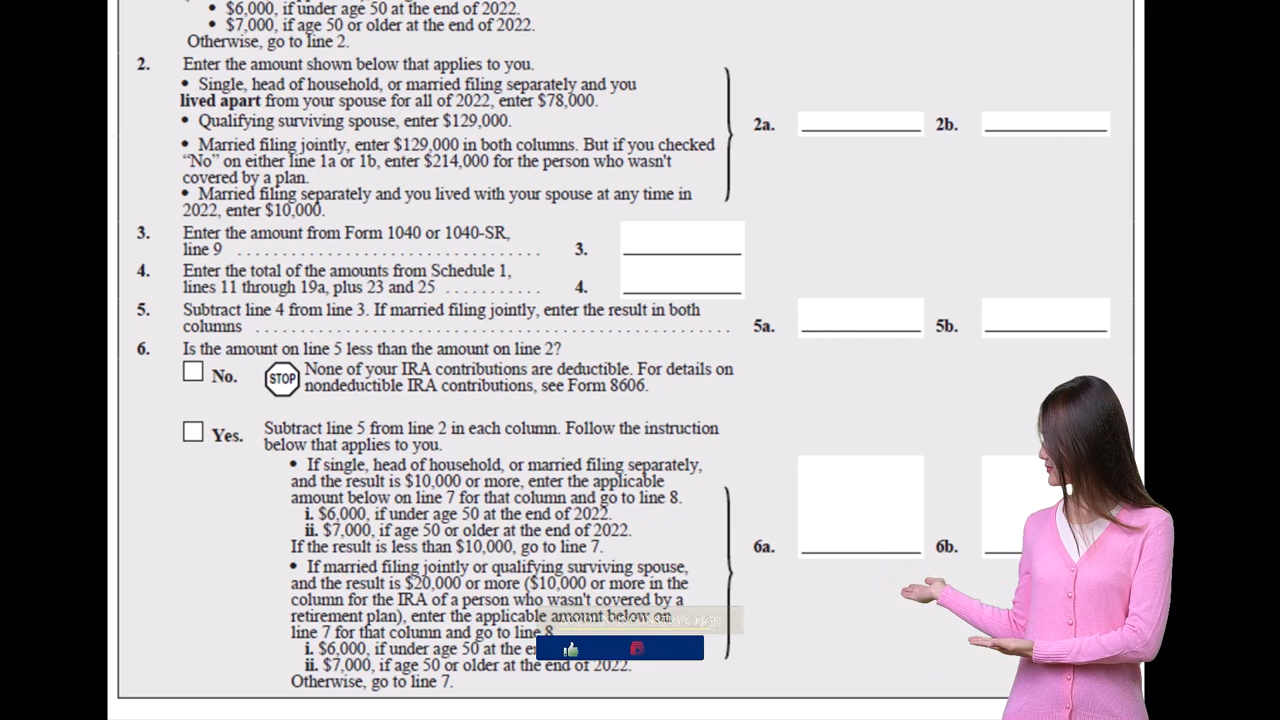 • $6,000, if under age 50 at the end of 2022.
• $7,000, if age 50 or older at the end of 2022.
Otherwise, go to line 2.
2. Enter the amount shown below that applies to you.
• Single, head of household, or married filing separately and you
lived apart from your spouse for all of 2022, enter $78,000.
• Qualifying surviving spouse, enter $129,000.
2a. 2b.
• Married filing jointly, enter $129,000 in both columns. But if you checked
“No” on either line 1a or 1b, enter $214,000 for the person who wasn't
covered by a plan.
• Married filing separately and you lived with your spouse at any time in
2022, enter $10,000.
3. Enter the amount from Form 1040 or 1040-SR,
line 9 . . . . . . . . . . . . . . . . . . . . . . . . . . . . . . . 3.
4. Enter the total of the amounts from Schedule 1,
lines 11 through 19a, plus 23 and 25 . . . . . . . . . . 4.
5. Subtract line 4 from line 3. If married filing jointly, enter the result in both
columns . . . . . . . . . . . . . . . . . . . . . . . . . . . . . . . . . . . . . . . . . . . . . . . . . 5a. 5b.
6. Is the amount on line 5 less than the amount on line 2?
No. STOP None of your IRA contributions are deductible. For details on
nondeductible IRA contributions, see Form 8606.
Yes. Subtract line 5 from line 2 in each column. Follow the instruction
below that applies to you.
• If single, head of household, or married filing separately,
and the result is $10,000 or more, enter the applicable
amount below on line 7 for that column and go to line 8.
i. $6,000, if under age 50 at the end of 2022.
ii. $7,000, if age 50 or older at the end of 2022.
If the result is less than $10,000, go to line 7. 6a. 6b.
• If married filing jointly or qualifying surviving spouse,
and the result is $20,000 or more ($10,000 or more in the
column for the IRA of a person who wasn't covered by a
retirement plan), enter the applicable amount below on
line 7 for that column and go to line 8
i. $6,000, if under age 50 at the
ii. $7,000, if age 50 or older at the end of 2022.
Otherwise, go to line 7.